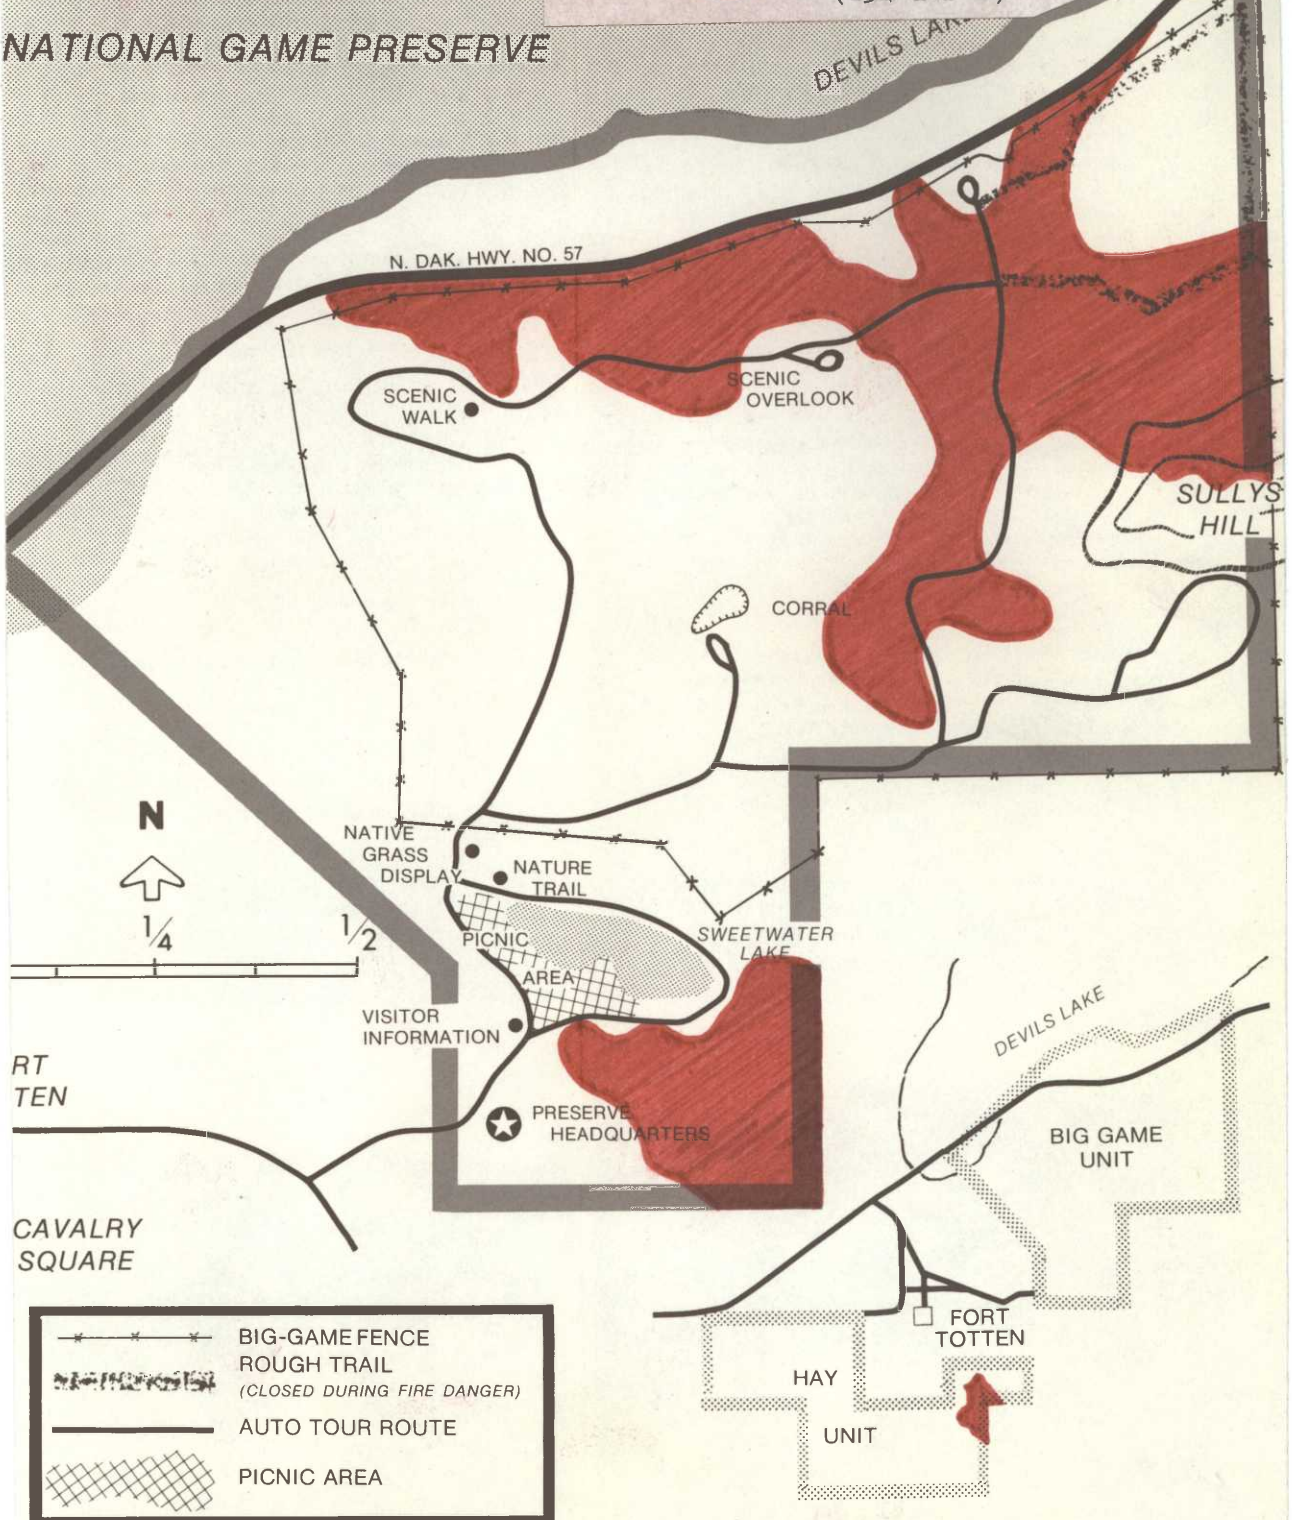 NATIONAL GAME PRESERVE
DEVILS LAKE
N. DAK. HWY. NO. 57
SCENIC
WALK
SCENIC
OVERLOOK
SULLYS
HILL
CORRAL
N
1/4
1/2
NATIVE
GRASS
DISPLAY
NATURE
TRAIL
PICNIC
AREA
SWEETWATER
LAKE
VISITOR
INFORMATION
RT
TEN
PRESERVE
HEADQUARTERS
CAVALRY
SQUARE
DEVILS LAKE
BIG GAME
UNIT
FORT
TOTTEN
HAY
UNIT
BIG-GAME FENCE
ROUGH TRAIL
(CLOSED DURING FIRE DANGER)
AUTO TOUR ROUTE
PICNIC AREA